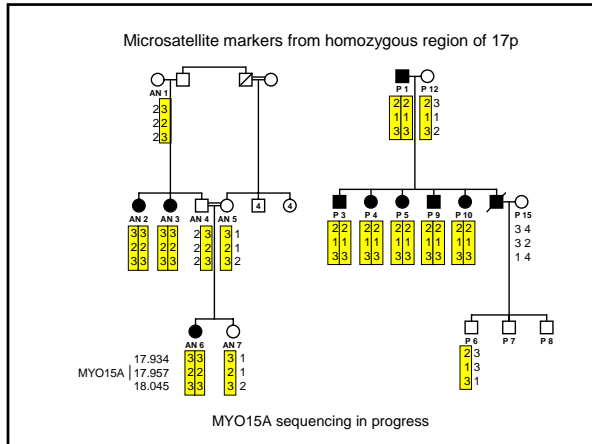 Microsatellite markers from homozygous region of 17p
AN 1
2 3
2 2
2 3
P 1 P 12
2 2 2 3
1 1 1 1
3 3 3 2
4 4
AN 2 AN 3 AN 4 AN 5
3 3 3 3 2 3 3 1
2 2 2 2 2 2 2 1
3 3 3 3 2 3 3 2
P 3 P 4 P 5 P 9 P 10 P 15
2 2 2 2 2 2 2 2 2 2 3 4
1 1 1 1 1 1 1 1 1 1 3 2
3 3 3 3 3 3 3 3 3 3 1 4
AN 6 AN 7
17.934 3 3 3 1
MYO15A 17.957 2 2 2 1
18.045 3 3 3 2
P 6 P 7 P 8
2 3
1 3
3 1
MYO15A sequencing in progress